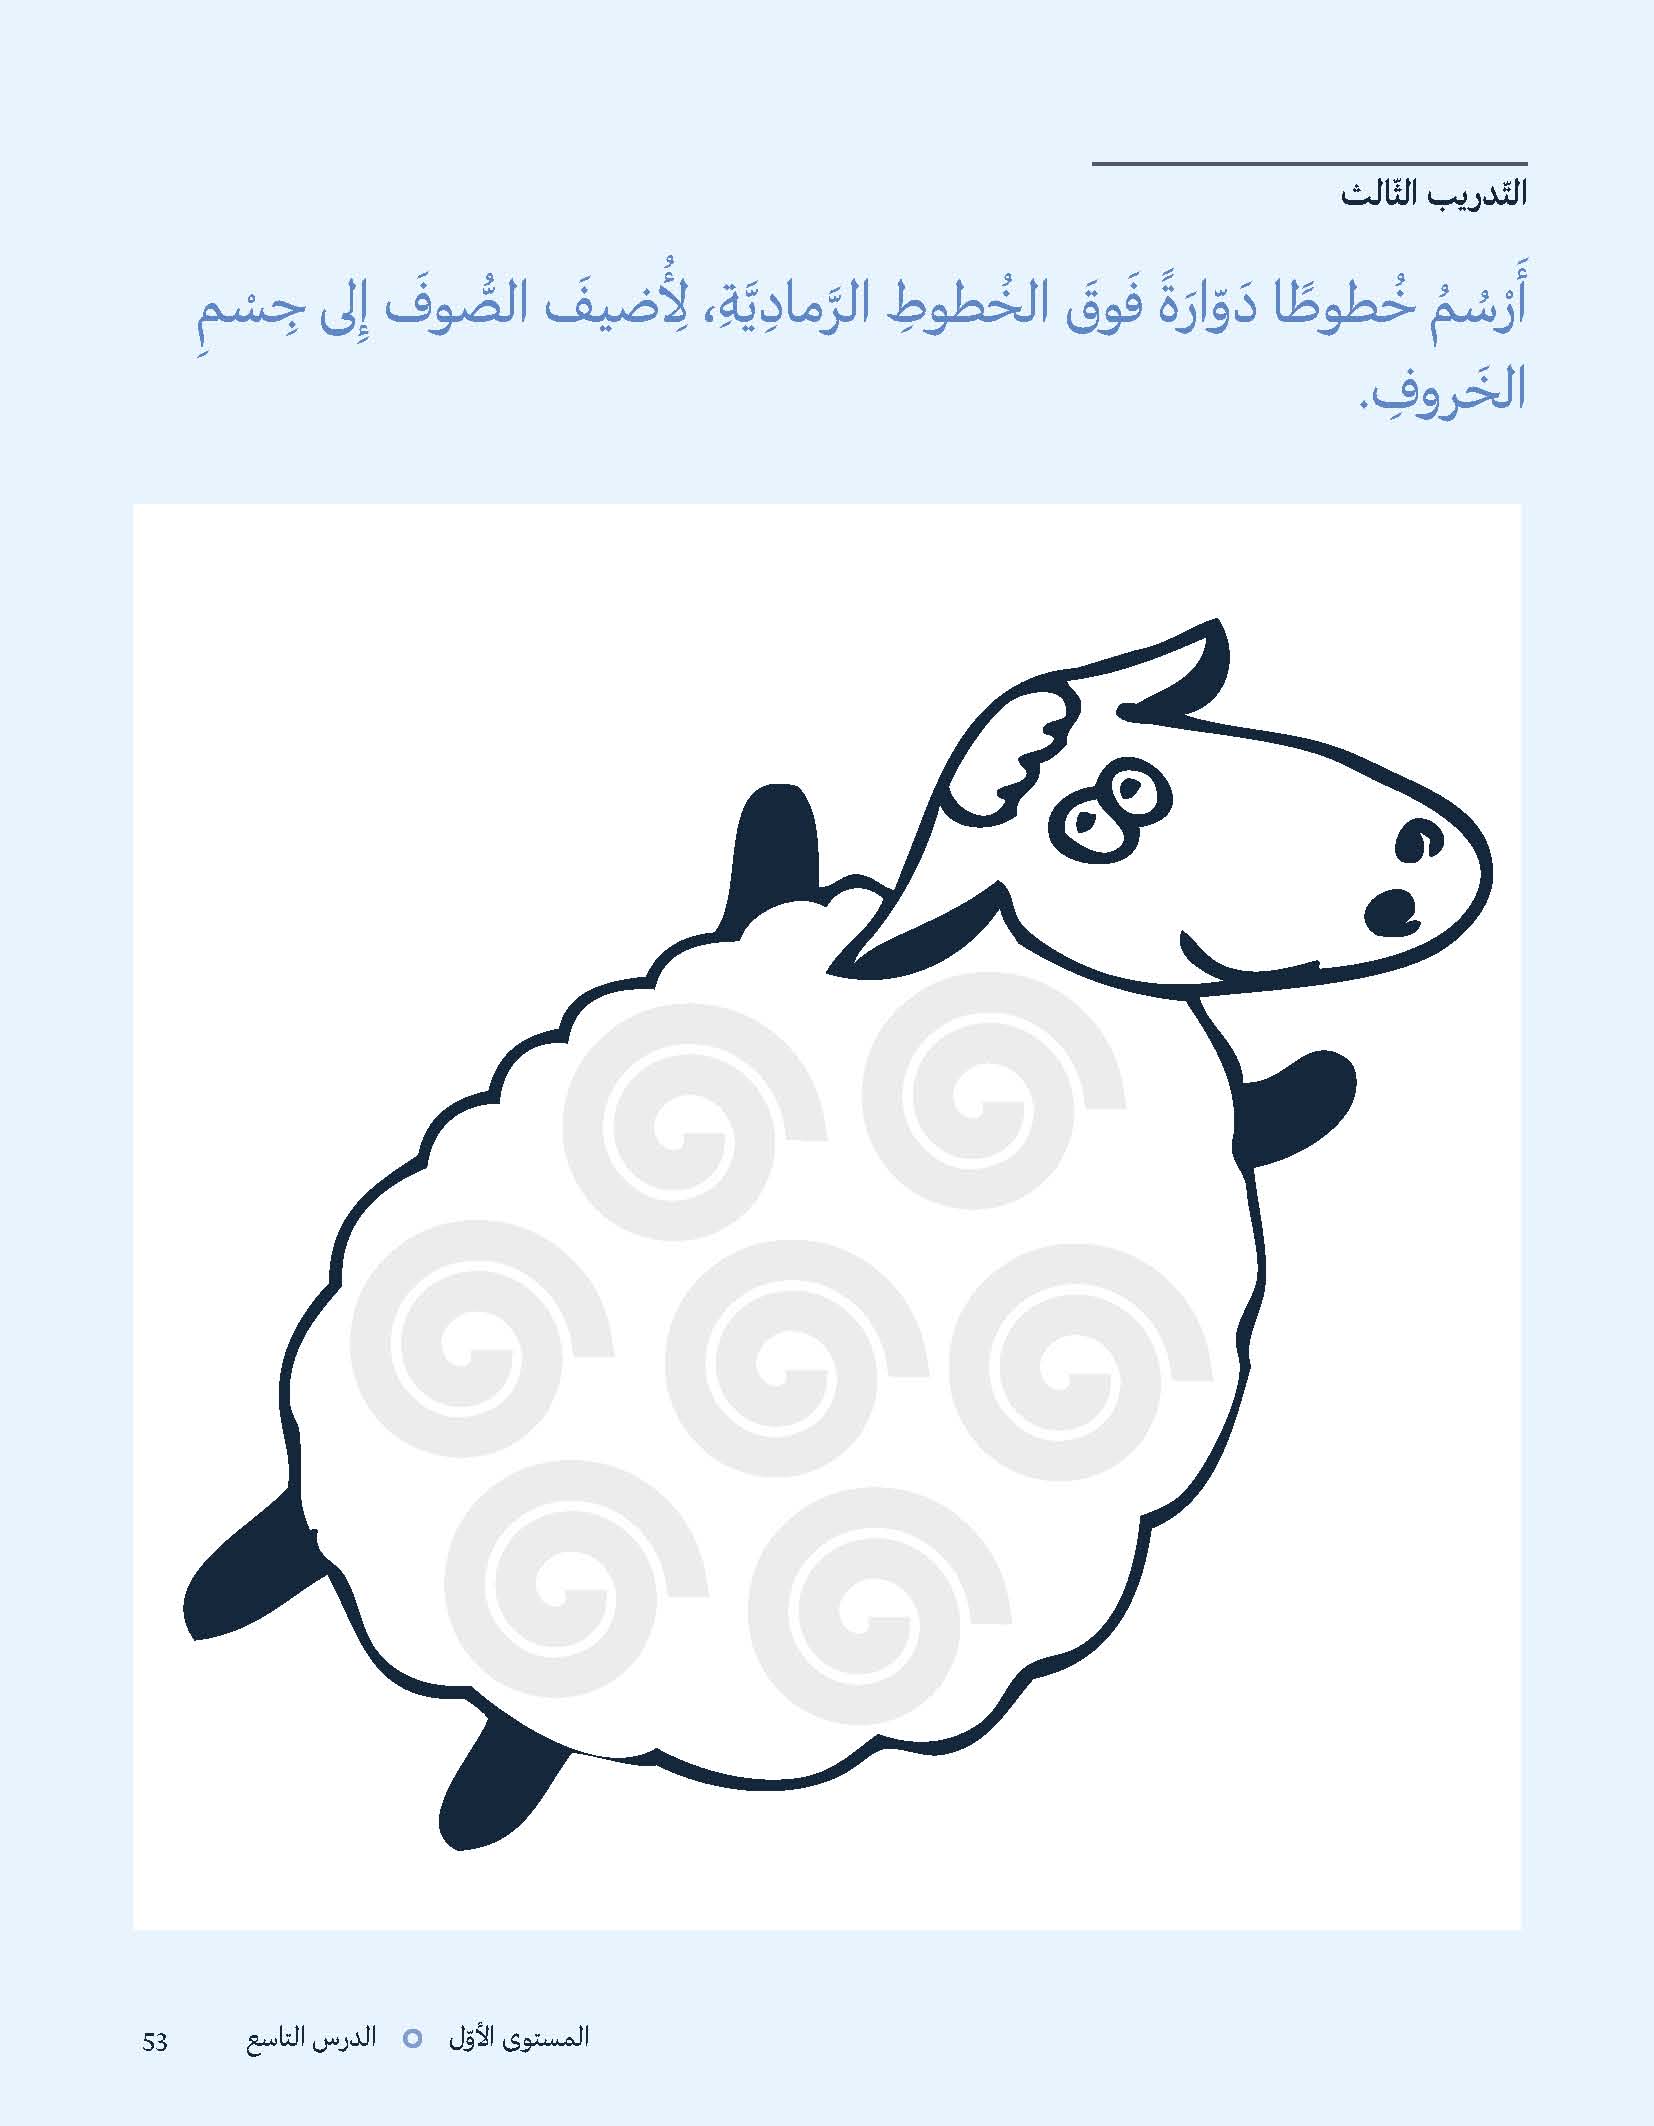 التّدريب الثّالث
أَرْسُمُ خُطوطًا دَوّارَةً فَوقَ الخُطوطِ الرَّمادِيَّةِ، لِأُضيفَ الصُّوفَ إِلى جِسْمِ
الخَروفِ.
المستوى الأوّل الدرس التاسع 53